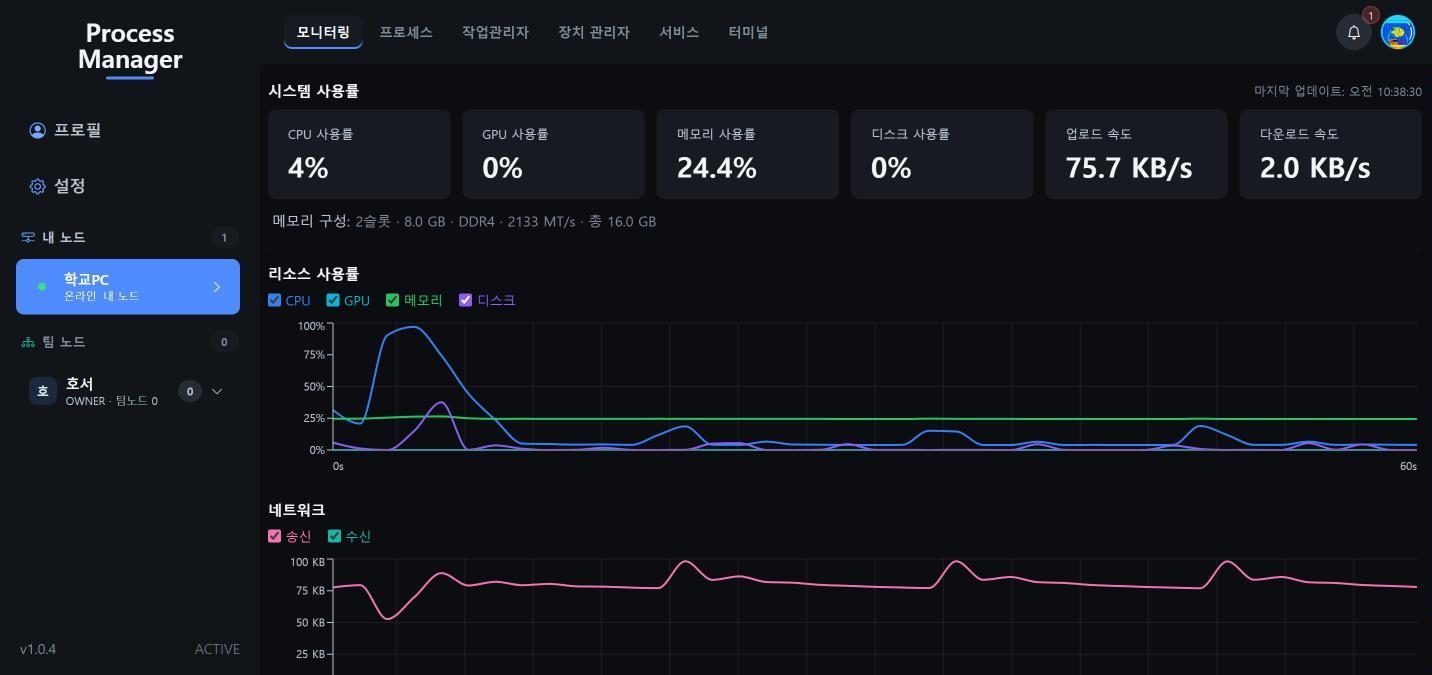 Process
Manager
모니터링 프로세스 작업관리자 장치 관리자 서비스 터미널
1
프로필
설정
내 노드 1
학교PC
온라인 내 노드
팀 노드 0
호 호서 0
OWNER · 팀노드 0
v1.0.4 ACTIVE
시스템 사용률 마지막 업데이트: 오전 10:38:30
CPU 사용률 GPU 사용률 메모리 사용률 디스크 사용률 업로드 속도 다운로드 속도
4% 0% 24.4% 0% 75.7 KB/s 2.0 KB/s
메모리 구성: 2슬롯 · 8.0 GB · DDR4 · 2133 MT/s · 총 16.0 GB
리소스 사용률
CPU GPU 메모리 디스크
100%
75%
50%
25%
0%
0s 60s
네트워크
송신 수신
100 KB
75 KB
50 KB
25 KB